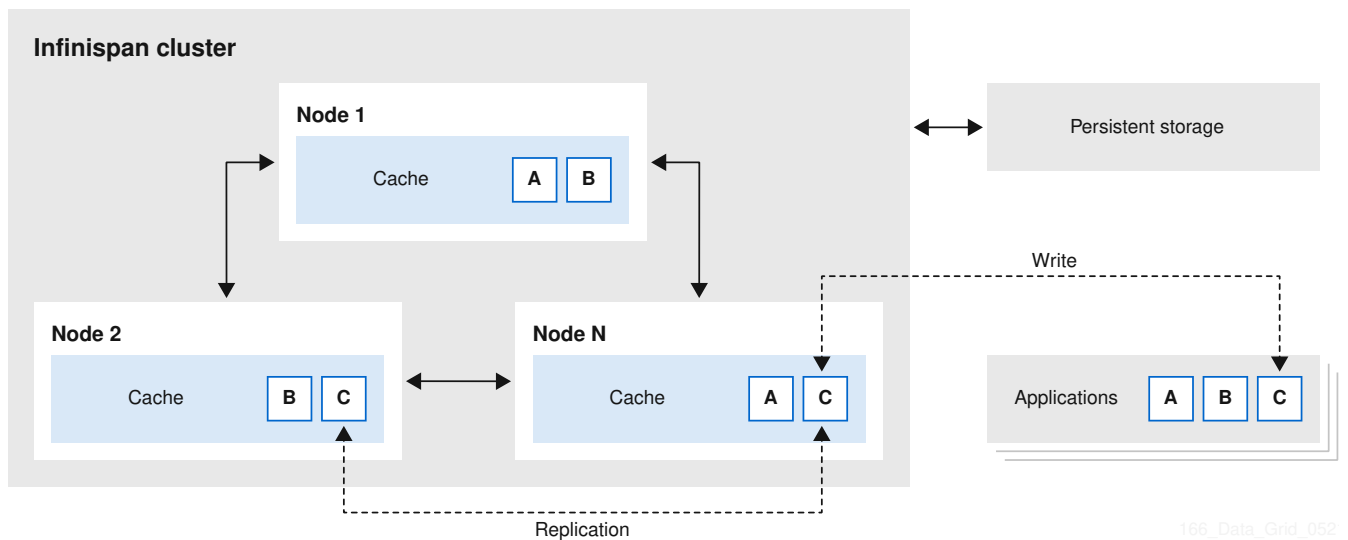 Infinispan cluster
Node 1
Cache
A
B
Persistent storage
Write
Node 2
Cache
B
C
Node N
Cache
A
C
Applications
A
B
C
Replication
166_Data_Grid_052